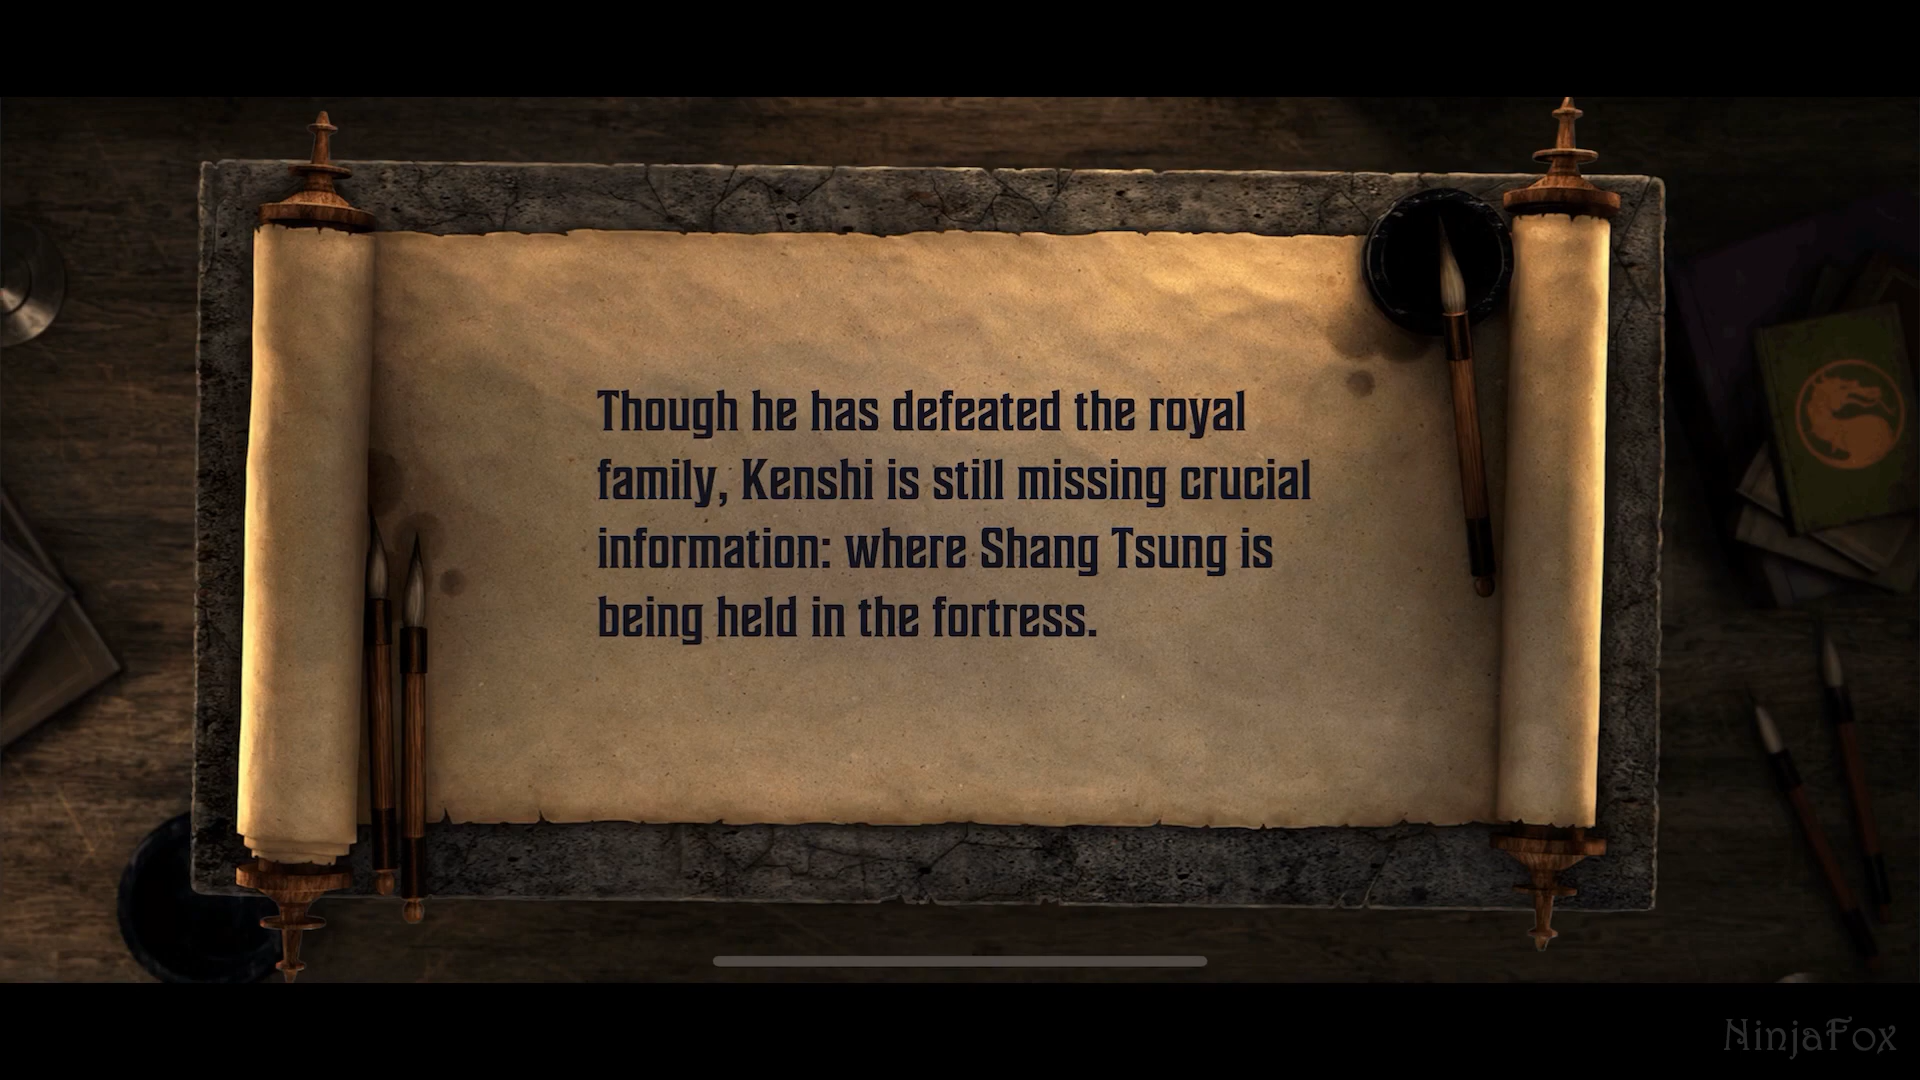 Though he has defeated the royal
family, Kenshi is still missing crucial
information: where Shang Tsung is
being held in the fortress.
NinjaFox